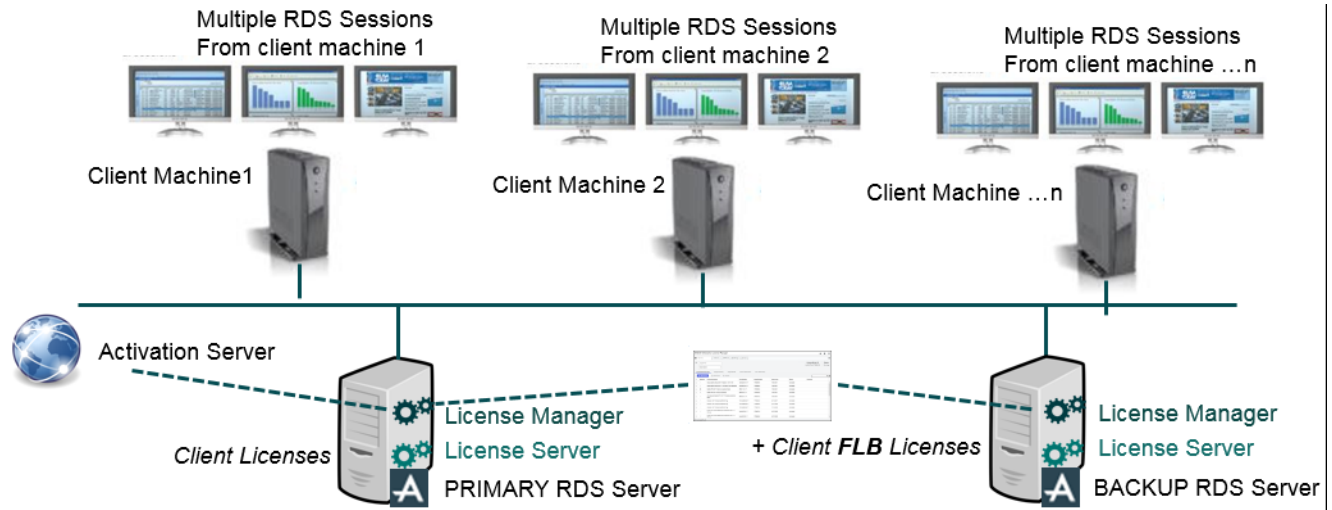 Multiple RDS Sessions
From client machine 1
Multiple RDS Sessions
From client machine 2
Multiple RDS Sessions
From client machine ...n
Client Machine1
Client Machine 2
Client Machine ...n
Activation Server
License Manager
License Server
Client Licenses
PRIMARY RDS Server
+ Client FLB Licenses
License Manager
License Server
BACKUP RDS Server